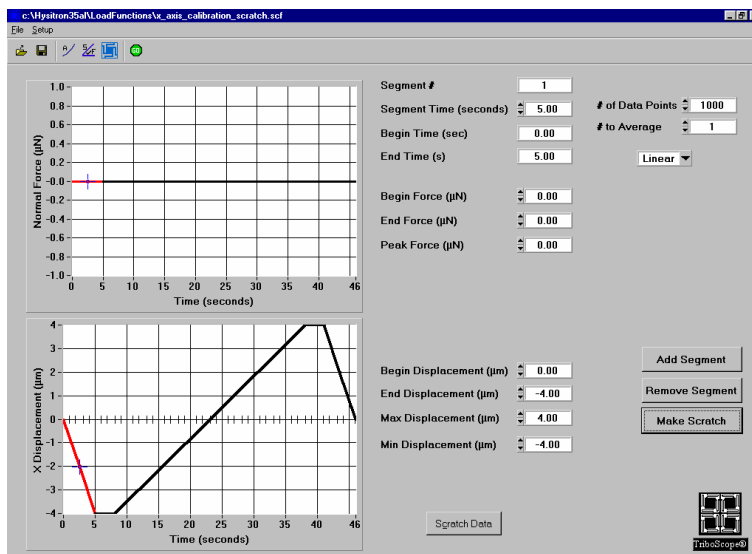 c:\Hysitron35al\LoadFunctions\x_axis_calibration_scratch.scf
File Setup
GO
Normal Force (µN)
1.0
0.8
0.6
0.4
0.2
-0.0
-0.2
-0.4
-0.6
-0.8
-1.0
0 5 10 15 20 25 30 35 40 46
Time (seconds)
Segment # 1
Segment Time (seconds) 5.00
Begin Time (sec) 0.00
End Time (s) 5.00
# of Data Points 1000
# to Average 1
Linear
Begin Force (µN) 0.00
End Force (µN) 0.00
Peak Force (µN) 0.00
X Displacement (µm)
4
3
2
1
0
-1
-2
-3
-4
0 5 10 15 20 25 30 35 40 46
Time (seconds)
Begin Displacement (µm) 0.00
End Displacement (µm) -4.00
Max Displacement (µm) 4.00
Min Displacement (µm) -4.00
Add Segment
Remove Segment
Make Scratch
Scratch Data
TriboScope®